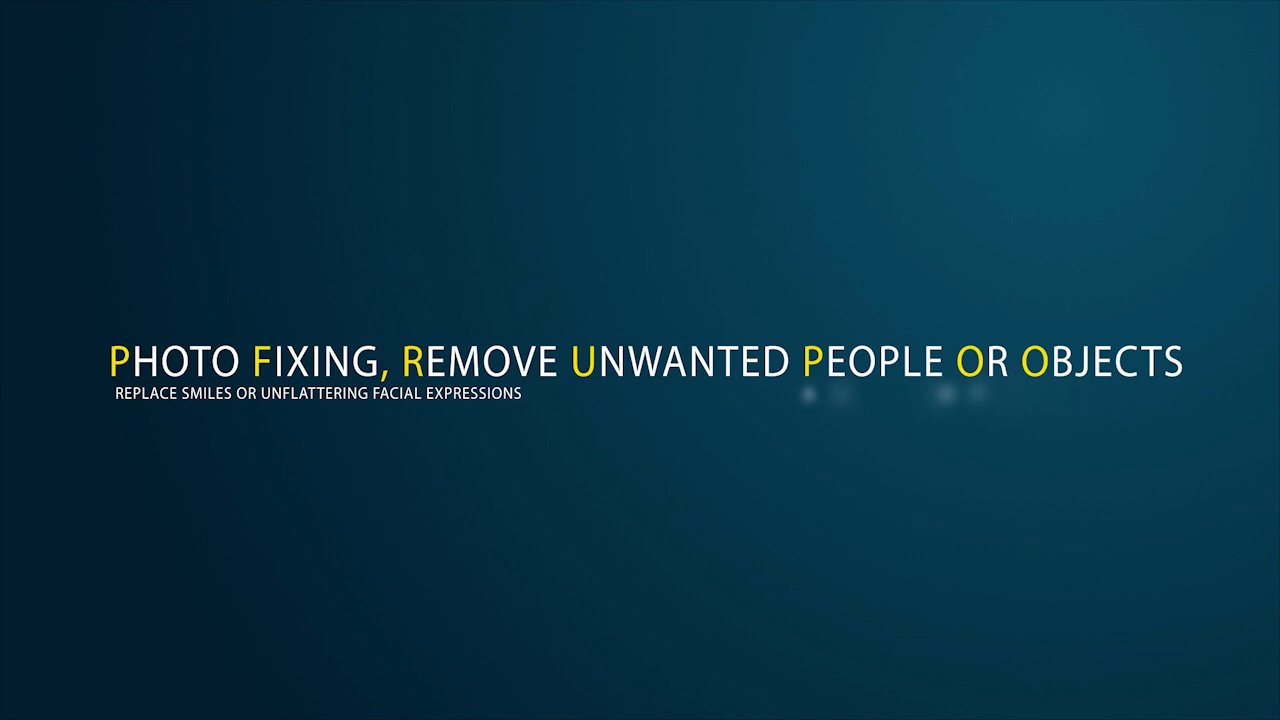 PHOTO FIXING, REMOVE UNWANTED PEOPLE OR OBJECTS
REPLACE SMILES OR UNFLATTERING FACIAL EXPRESSIONS